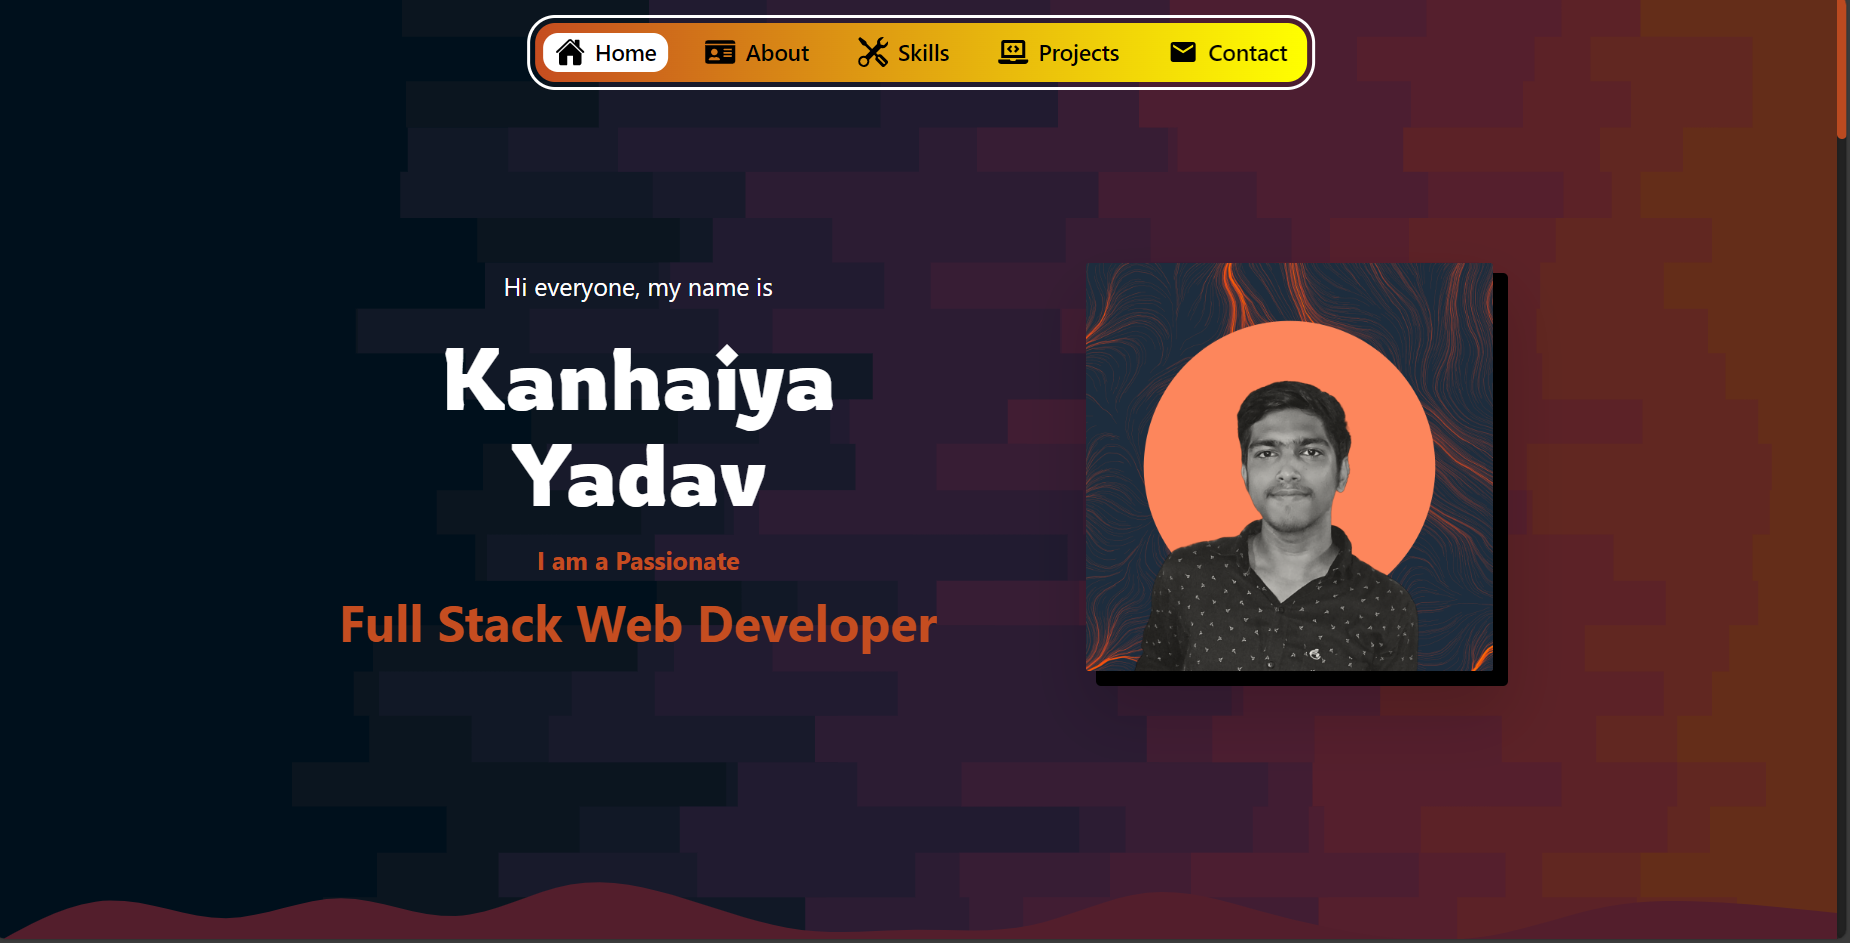 Home About Skills Projects Contact
Hi everyone, my name is
Kanhaiya
Yadav
I am a Passionate
Full Stack Web Developer